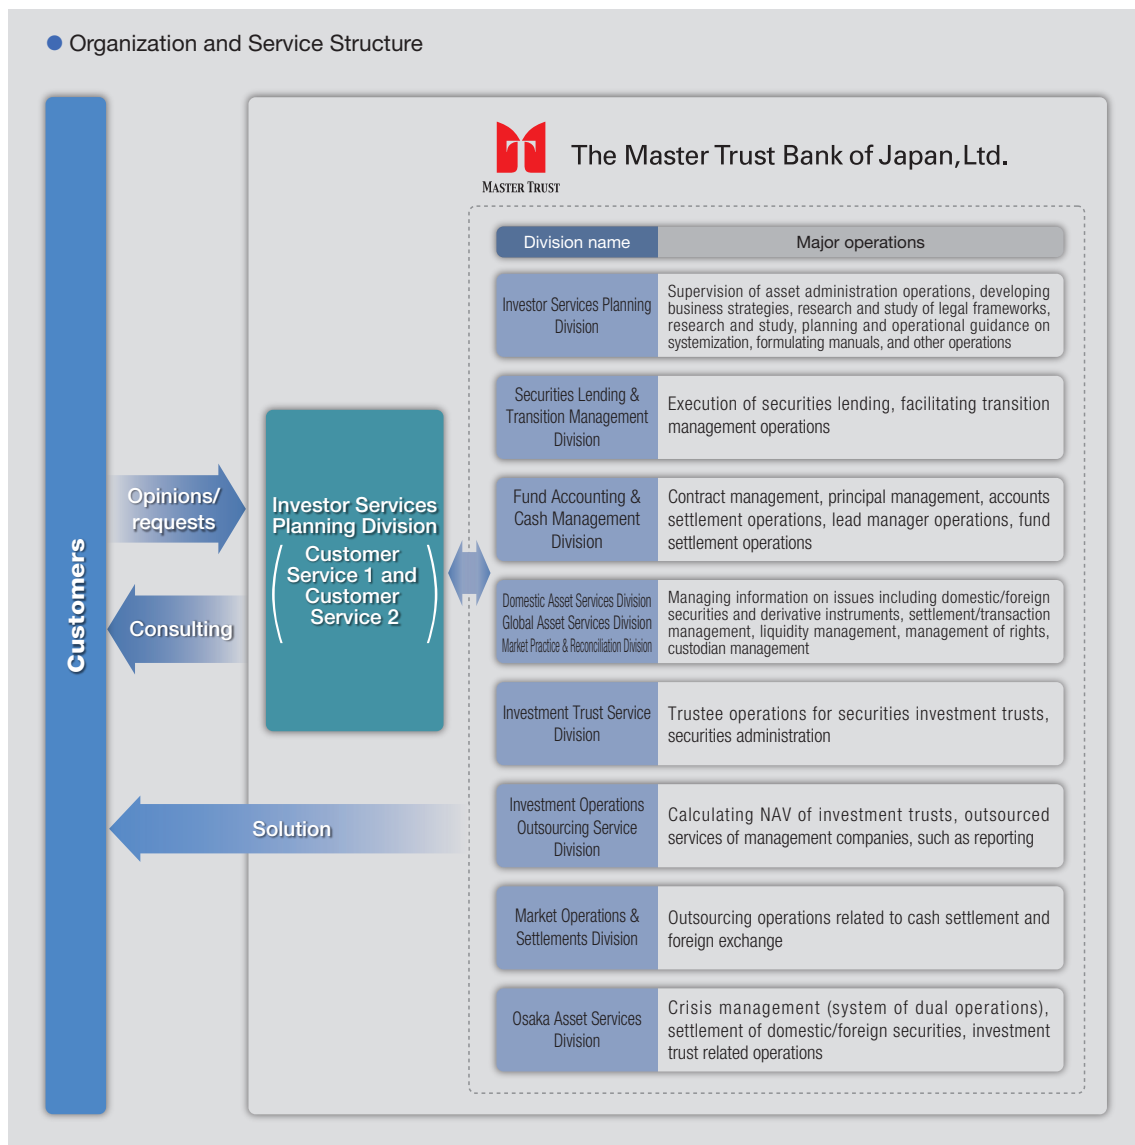 Organization and Service Structure
MASTER TRUST
The Master Trust Bank of Japan, Ltd.
Customers
Opinions/
requests
Consulting
Solution
Investor Services
Planning Division
(Customer
Service 1 and
Customer
Service 2)
Division name
Major operations
Investor Services Planning
Division
Supervision of asset administration operations, developing
business strategies, research and study of legal frameworks,
research and study, planning and operational guidance on
systemization, formulating manuals, and other operations
Securities Lending &
Transition Management
Division
Execution of securities lending, facilitating transition
management operations
Fund Accounting &
Cash Management
Division
Contract management, principal management, accounts
settlement operations, lead manager operations, fund
settlement operations
Domestic Asset Services Division
Global Asset Services Division
Market Practice & Reconciliation Division
Managing information on issues including domestic/foreign
securities and derivative instruments, settlement/transaction
management, liquidity management, management of rights,
custodian management
Investment Trust Service
Division
Trustee operations for securities investment trusts,
securities administration
Investment Operations
Outsourcing Service
Division
Calculating NAV of investment trusts, outsourced
services of management companies, such as reporting
Market Operations &
Settlements Division
Outsourcing operations related to cash settlement and
foreign exchange
Osaka Asset Services
Division
Crisis management (system of dual operations),
settlement of domestic/foreign securities, investment
trust related operations